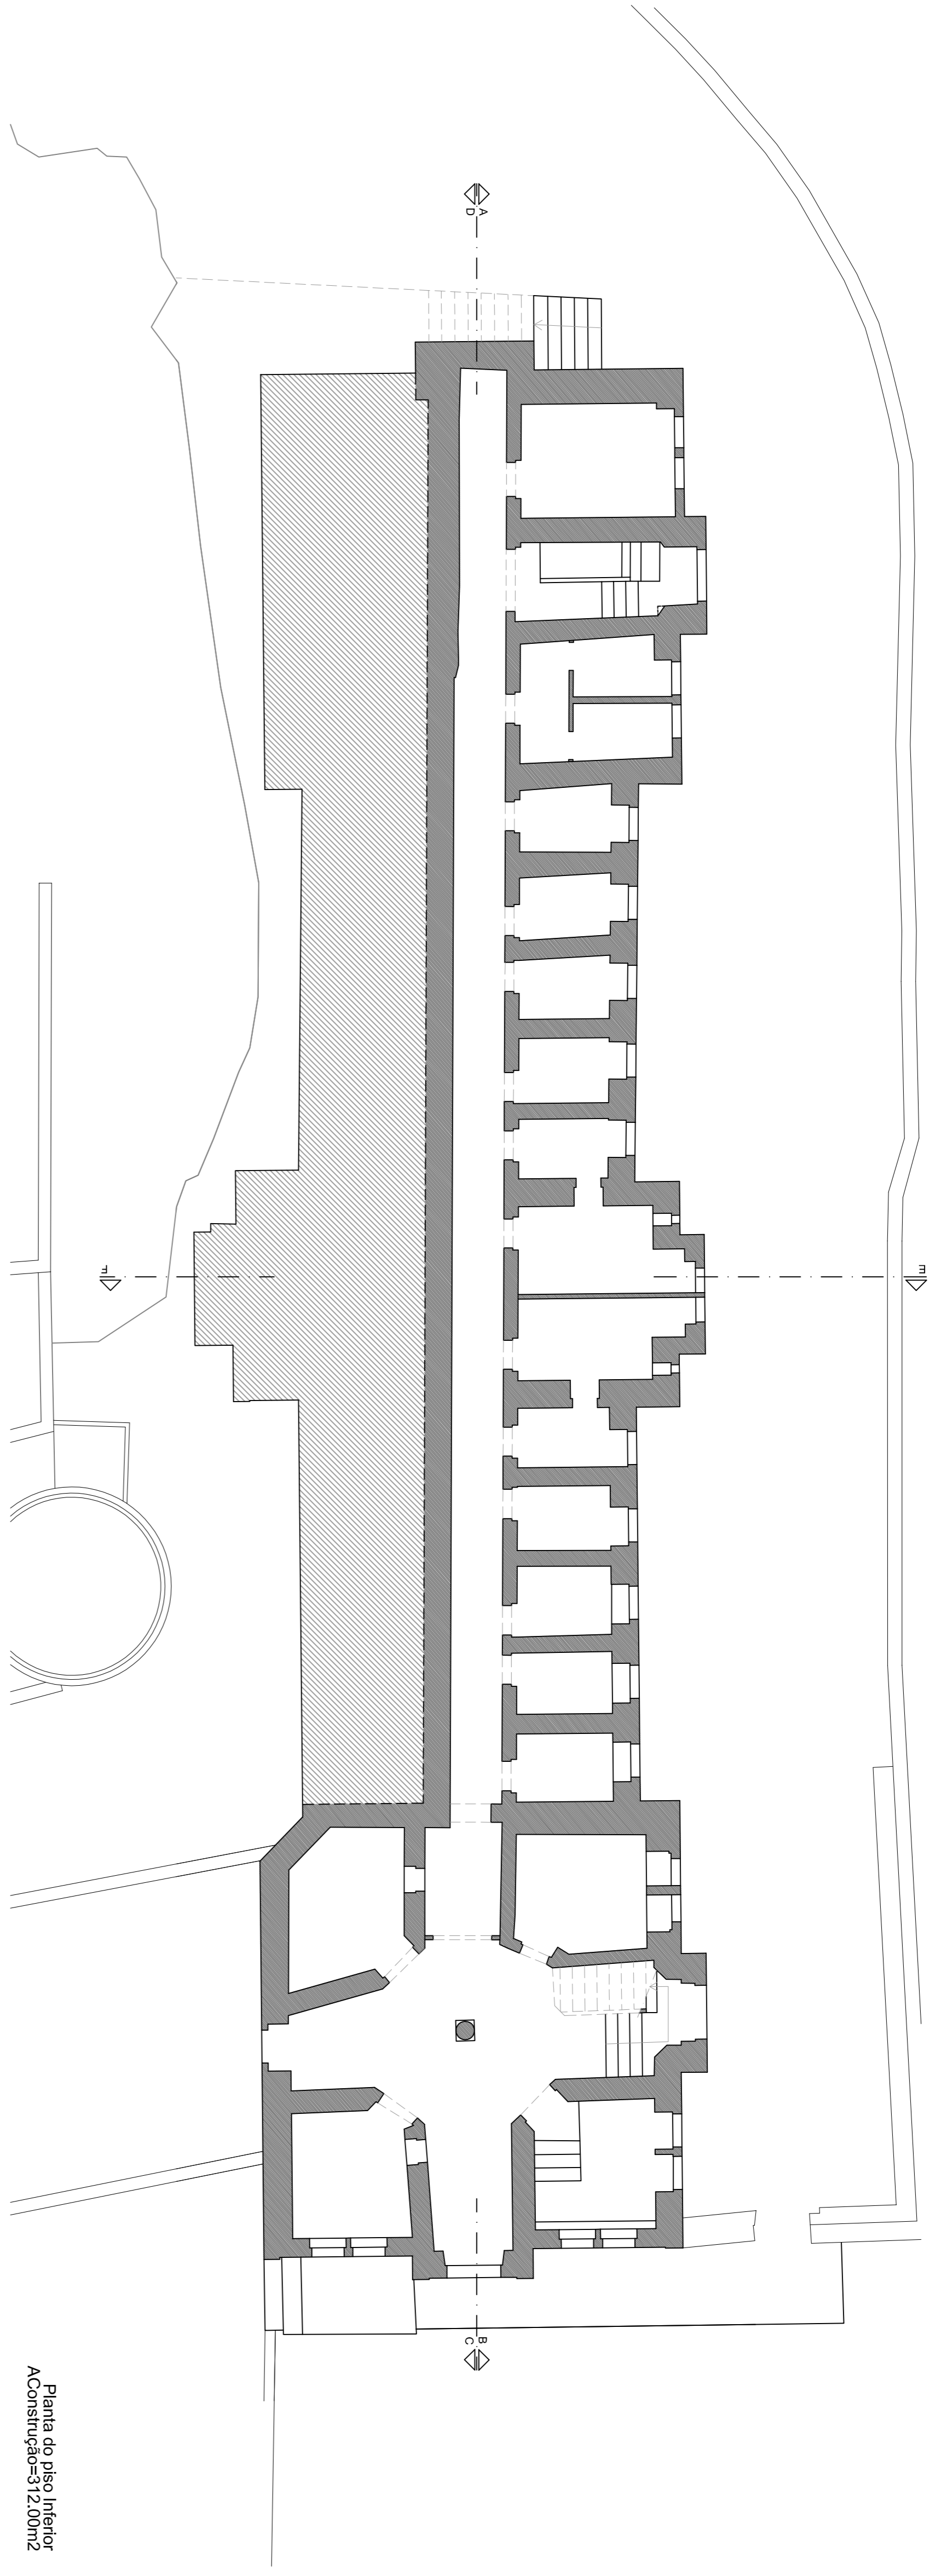 A
D
F
E
B
C
Planta do piso Inferior
AConstrução=312.00m2